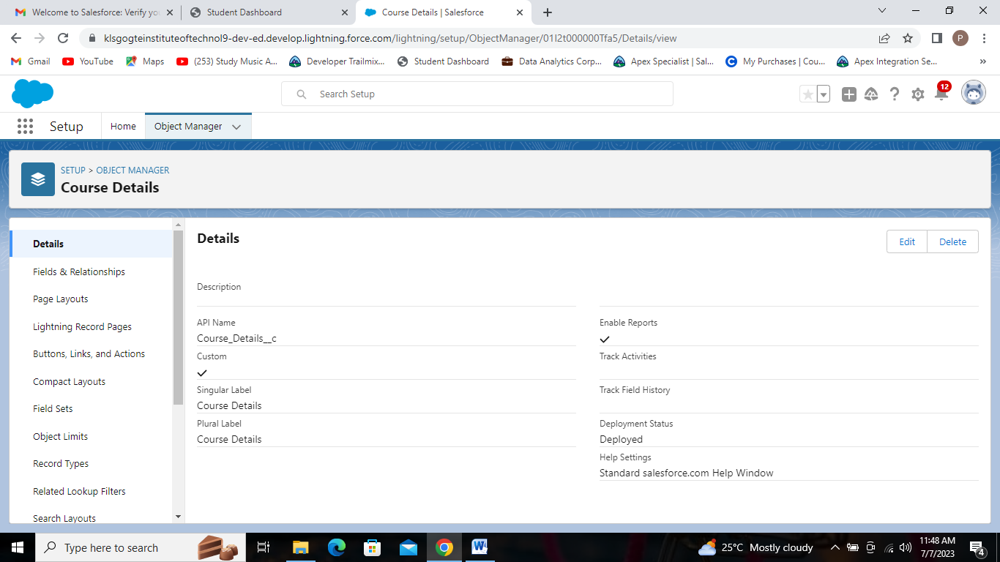 Welcome to Salesforce: Verify yo
Student Dashboard
Course Details | Salesforce
klsgogteinstituteoftechnol9-dev-ed.develop.lightning.force.com/lightning/setup/ObjectManager/01I2t000000Tfa5/Details/view
P
Gmail
YouTube
Maps
(253) Study Music A...
Developer Trailmix...
Student Dashboard
Data Analytics Corp...
Apex Specialist | Sal...
My Purchases | Cou...
Apex Integration Se...
Search Setup
12
Setup
Home
Object Manager
SETUP > OBJECT MANAGER
Course Details
Details
Fields & Relationships
Page Layouts
Lightning Record Pages
Buttons, Links, and Actions
Compact Layouts
Field Sets
Object Limits
Record Types
Related Lookup Filters
Search Layouts
Details
Edit
Delete
Description
API Name
Course_Details__c
Custom
Singular Label
Course Details
Plural Label
Course Details
Enable Reports
Track Activities
Track Field History
Deployment Status
Deployed
Help Settings
Standard salesforce.com Help Window
Type here to search
25°C Mostly cloudy
11:48 AM
7/7/2023
4